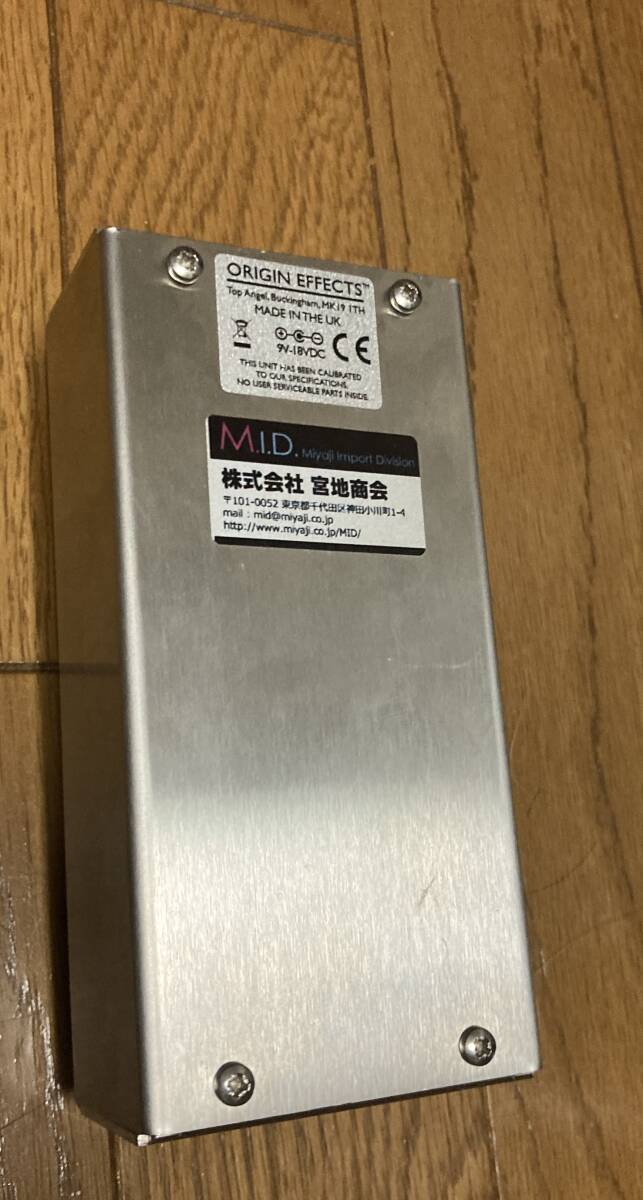 ORIGIN EFFECTS™
Top Angel, Buckingham, MK19 1TH
MADE IN THE UK
9V-18VDC CE
THIS UNIT HAS BEEN CALIBRATED
TO OUR SPECIFICATIONS.
NO USER SERVICEABLE PARTS INSIDE.
M.I.D. Miyaji Import Division
株式会社 宮地商会
〒101-0052 東京都千代田区神田小川町1-4
mail : mid@miyaji.co.jp
http://www.miyaji.co.jp/MID/